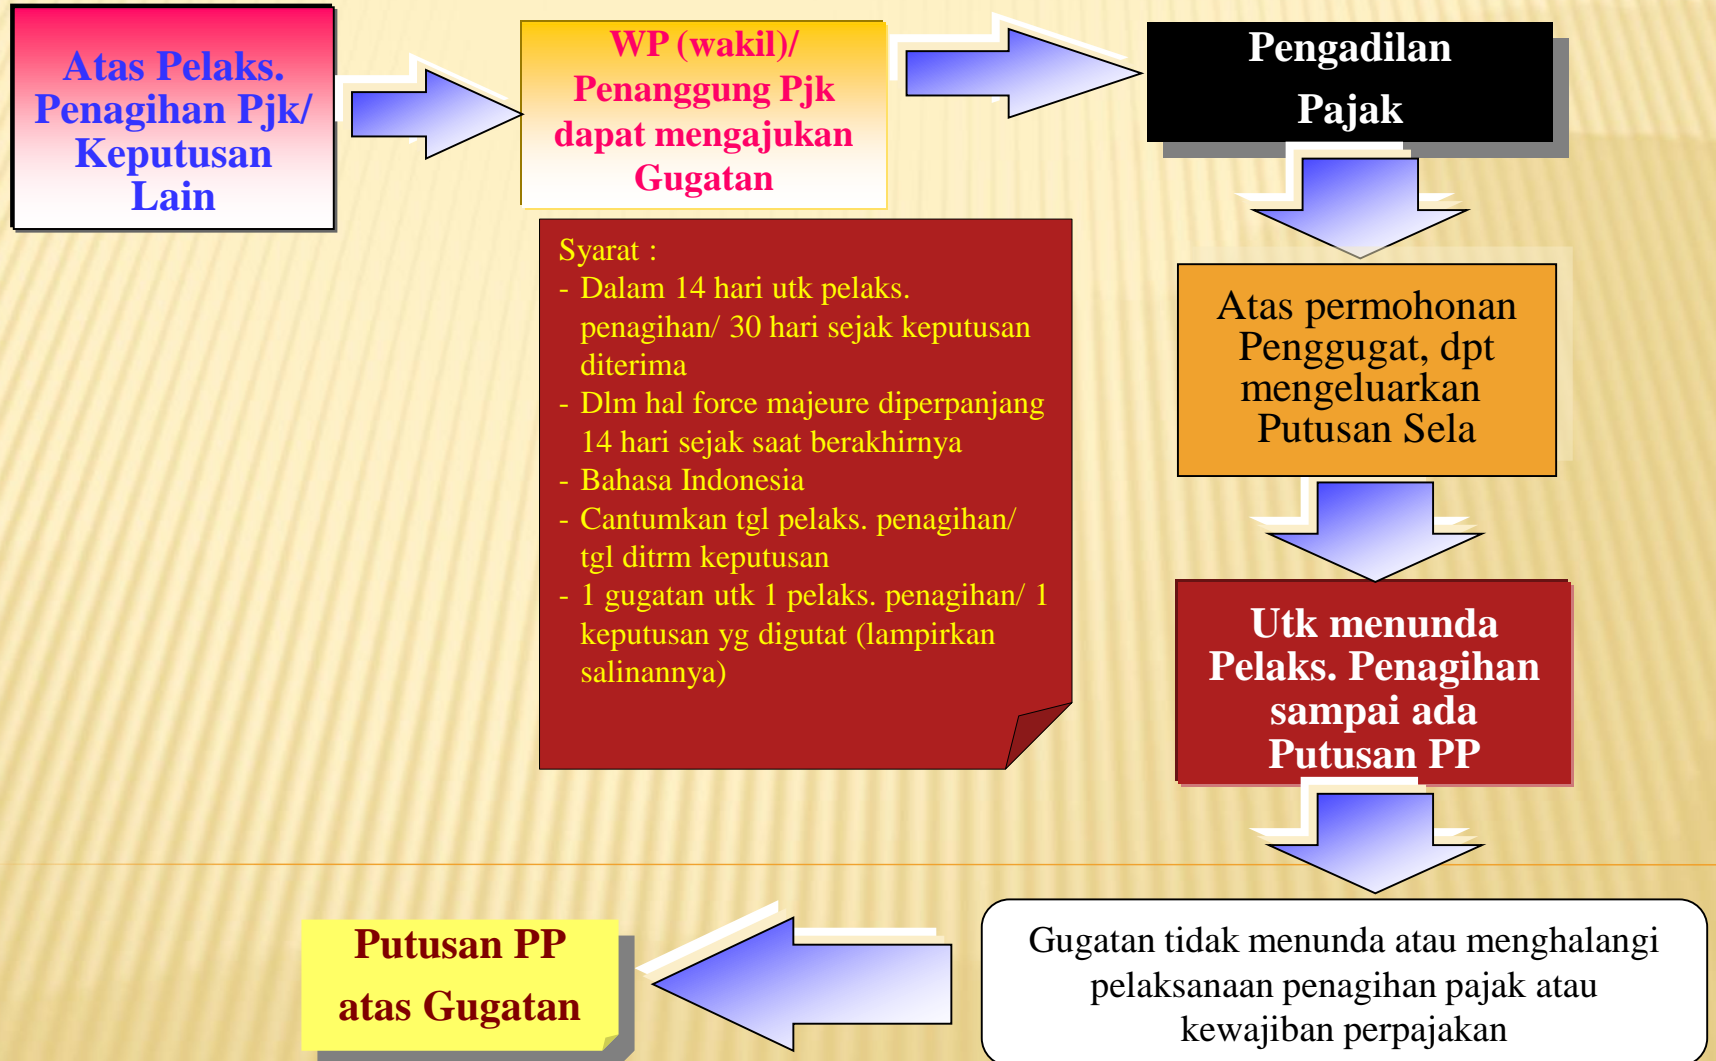 Atas Pelaks.
Penagihan Pjk/
Keputusan
Lain
WP (wakil)/
Penanggung Pjk
dapat mengajukan
Gugatan
Pengadilan
Pajak
Syarat :
- Dalam 14 hari utk pelaks.
penagihan/ 30 hari sejak keputusan
diterima
- Dlm hal force majeure diperpanjang
14 hari sejak saat berakhirnya
- Bahasa Indonesia
- Cantumkan tgl pelaks. penagihan/
tgl ditrm keputusan
- 1 gugatan utk 1 pelaks. penagihan/ 1
keputusan yg digutat (lampirkan
salinannya)
Atas permohonan
Penggugat, dpt
mengeluarkan
Putusan Sela
Utk menunda
Pelaks. Penagihan
sampai ada
Putusan PP
Gugatan tidak menunda atau menghalangi
pelaksanaan penagihan pajak atau
kewajiban perpajakan
Putusan PP
atas Gugatan